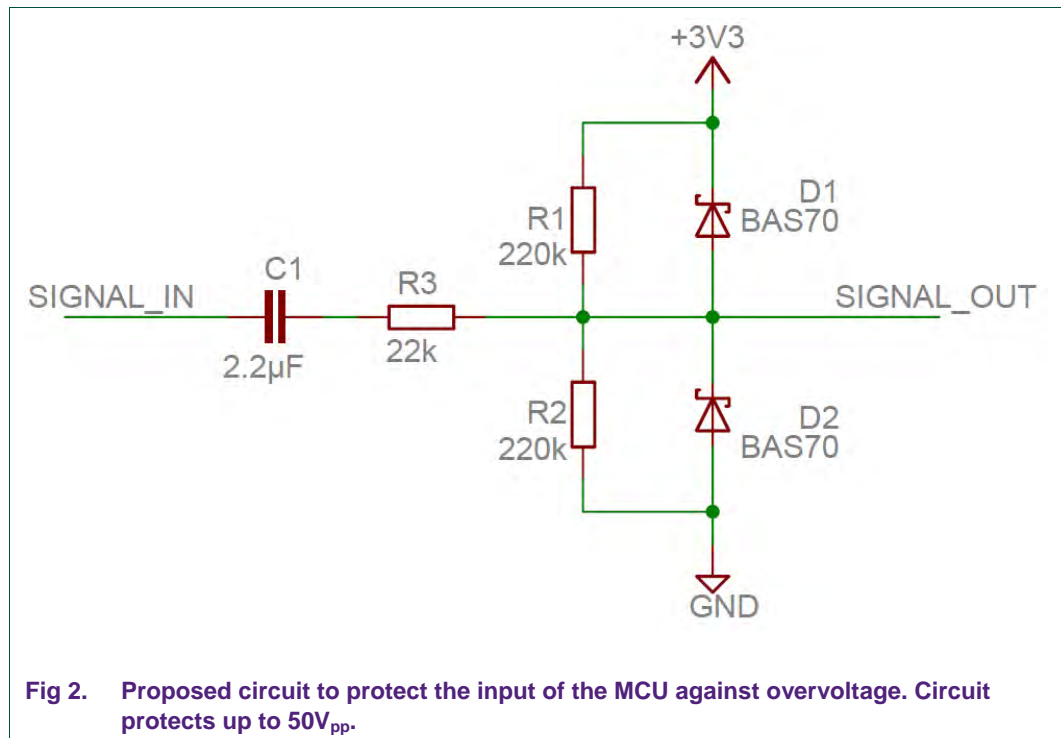 +3V3
D1
BAS70
R1
220k
C1
R3
SIGNAL_IN
SIGNAL_OUT
2.2µF
22k
R2
220k
D2
BAS70
GND
Fig 2. Proposed circuit to protect the input of the MCU against overvoltage. Circuit
protects up to 50Vpp.